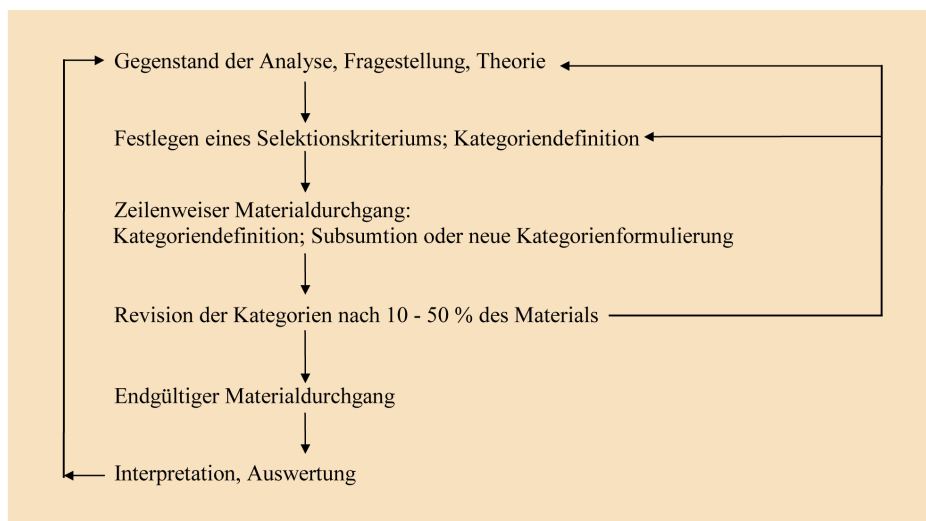 Gegenstand der Analyse, Fragestellung, Theorie
Festlegen eines Selektionskriteriums; Kategoriendefinition
Zeilenweiser Materialdurchgang:
Kategoriendefinition; Subsumtion oder neue Kategorienformulierung
Revision der Kategorien nach 10 - 50 % des Materials
Endgültiger Materialdurchgang
Interpretation, Auswertung